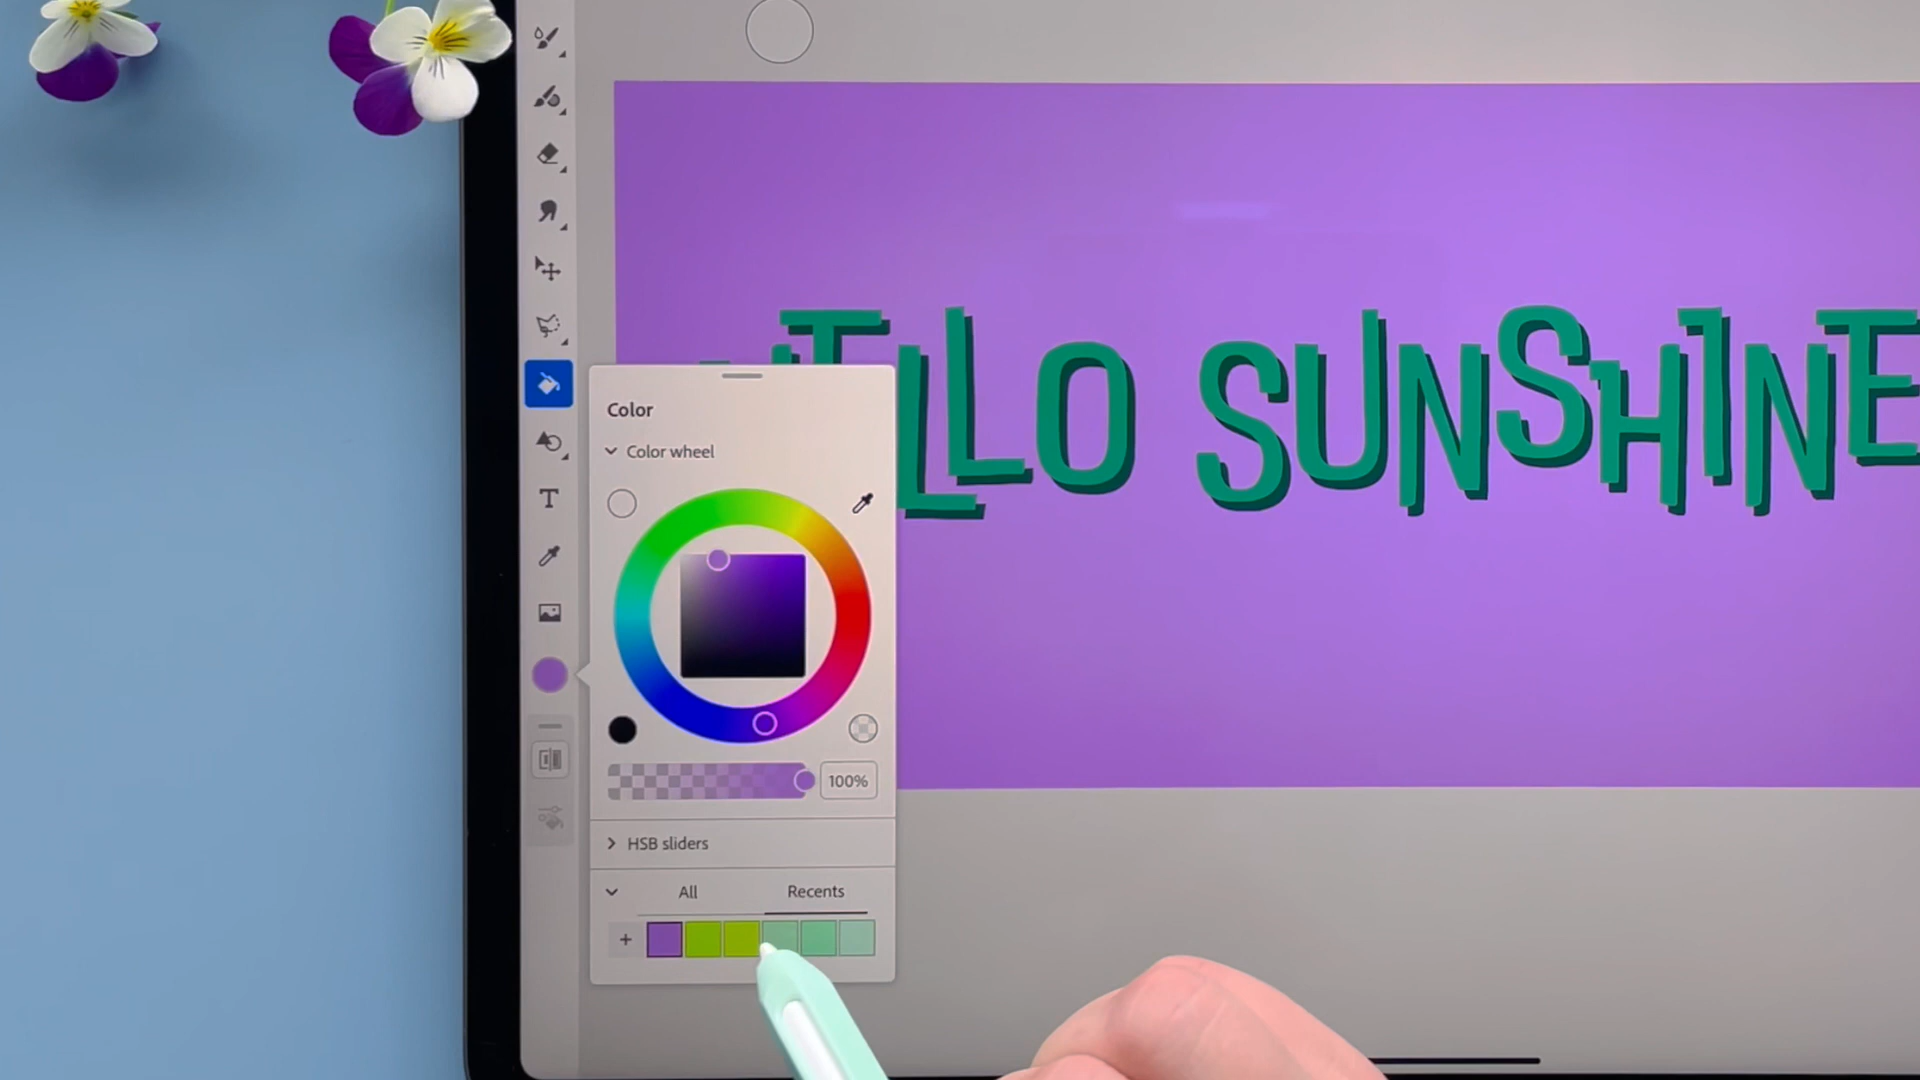 LLO SUNSHINE
Color
Color wheel
T
100%
HSB sliders
All
Recents
+